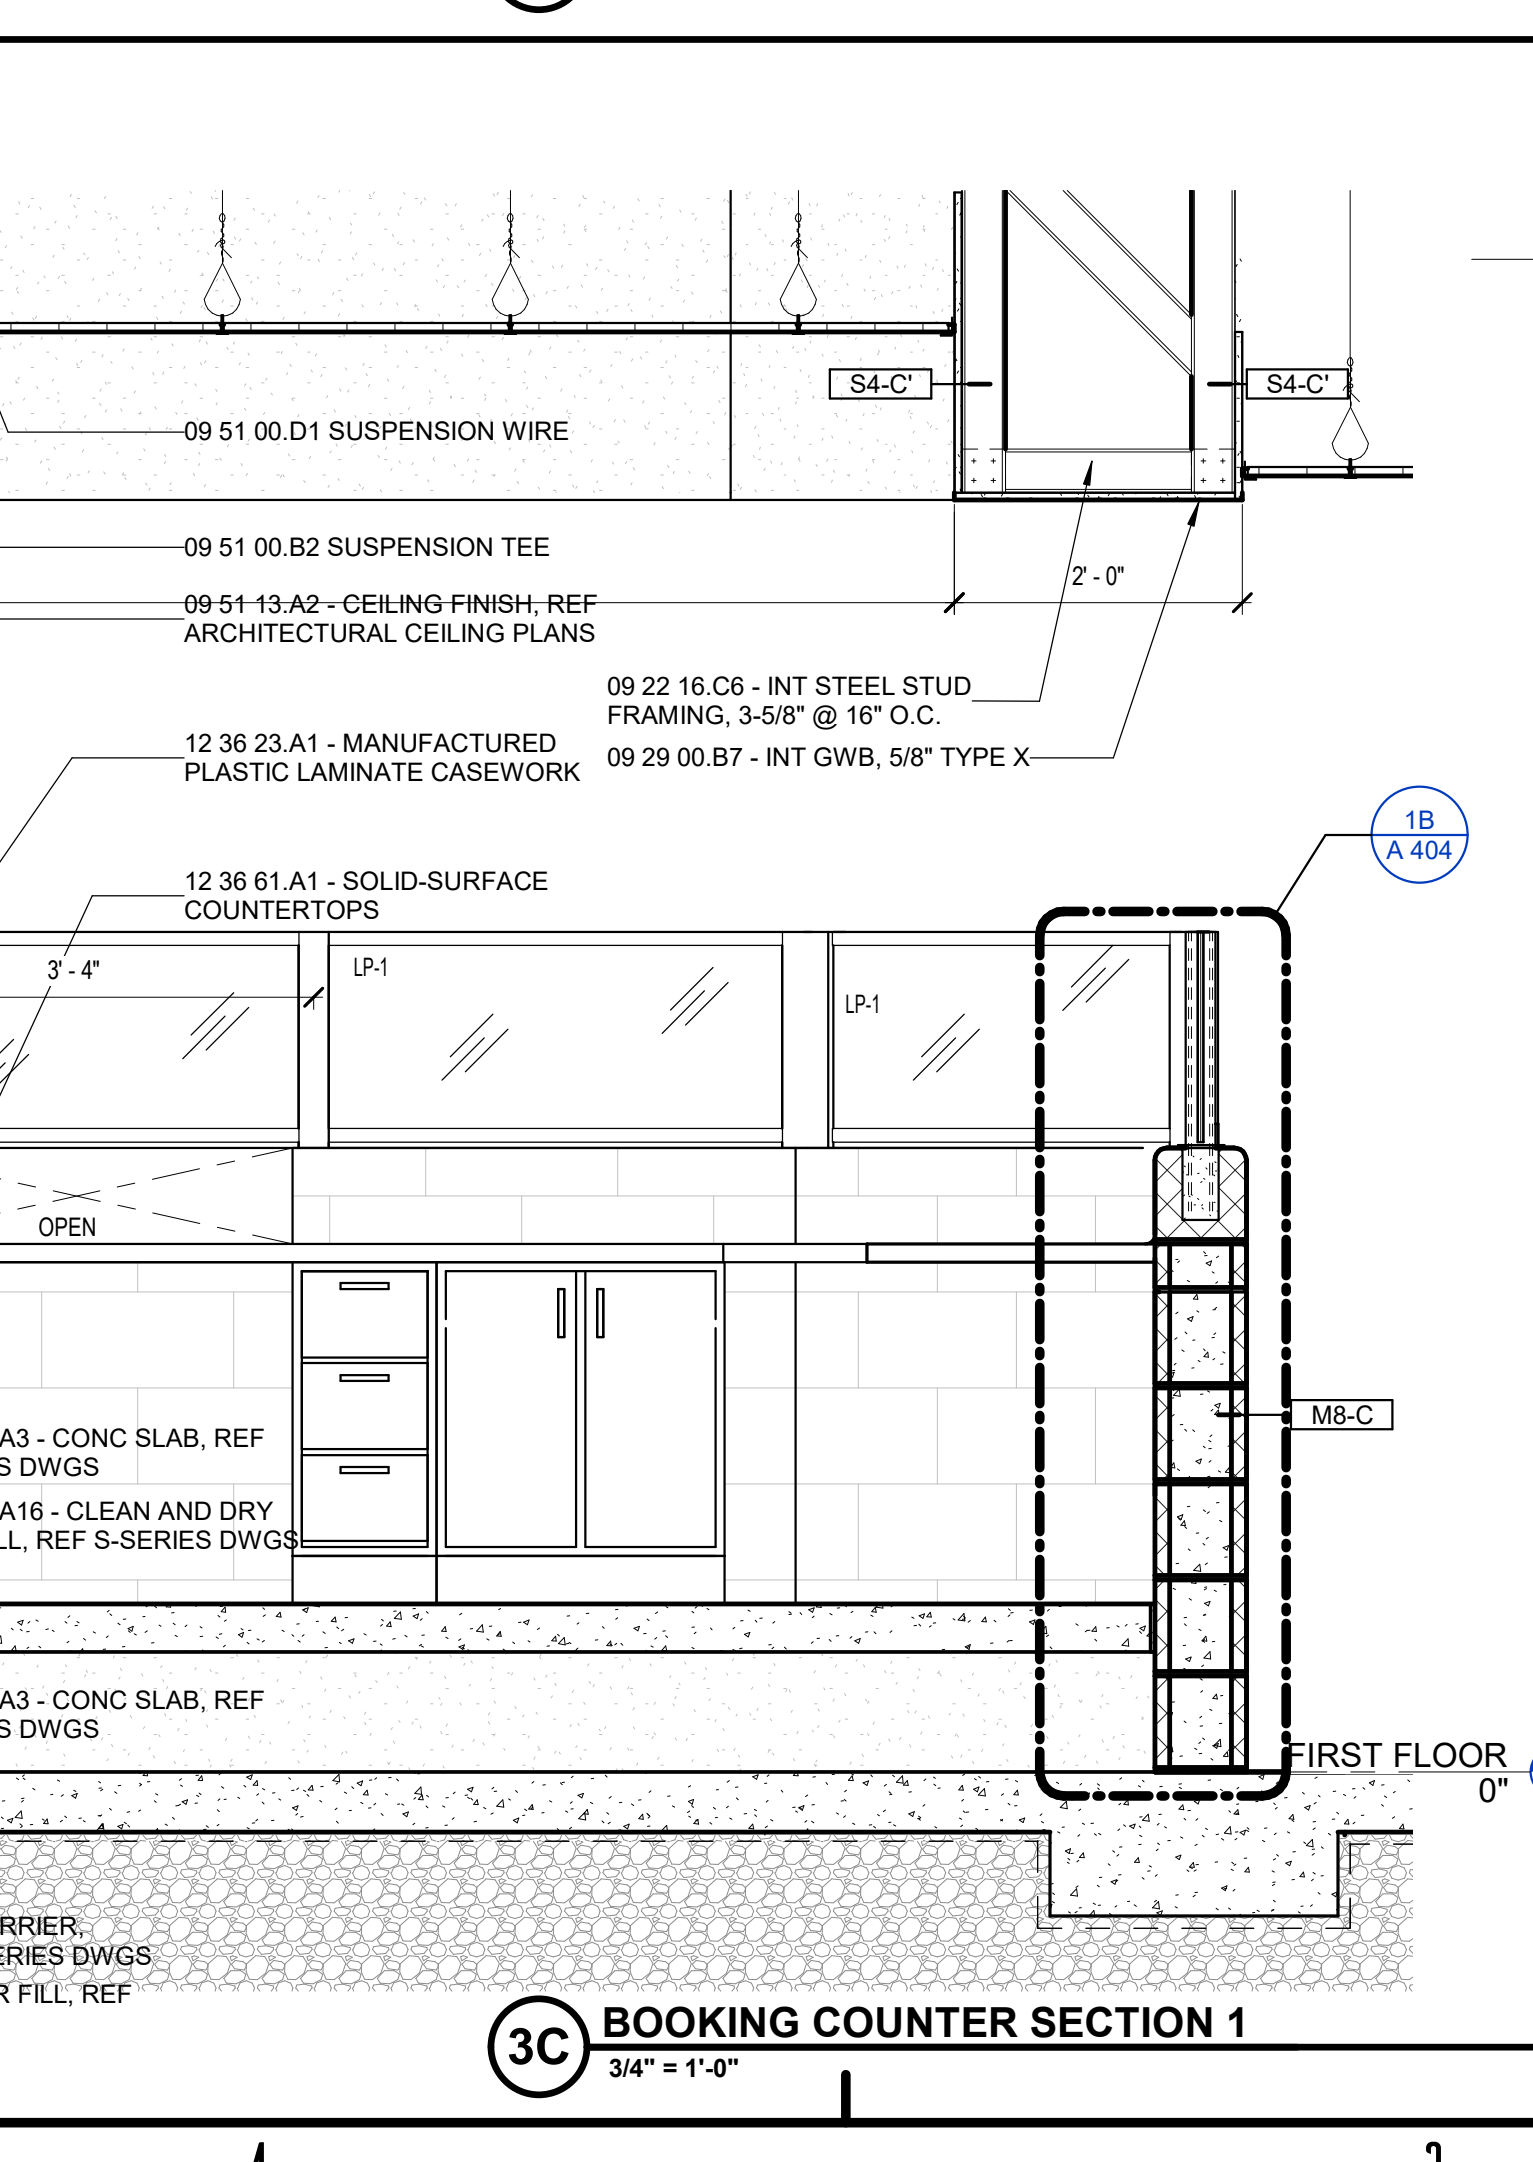 S4-C'
S4-C'
09 51 00.D1 SUSPENSION WIRE
09 51 00.B2 SUSPENSION TEE
2' - 0"
09 51 13.A2 - CEILING FINISH, REF
ARCHITECTURAL CEILING PLANS
09 22 16.C6 - INT STEEL STUD
FRAMING, 3-5/8" @ 16" O.C.
12 36 23.A1 - MANUFACTURED
PLASTIC LAMINATE CASEWORK
09 29 00.B7 - INT GWB, 5/8" TYPE X
1B
A 404
12 36 61.A1 - SOLID-SURFACE
COUNTERTOPS
3' - 4"
LP-1
LP-1
OPEN
M8-C
A3 - CONC SLAB, REF
S DWGS
A16 - CLEAN AND DRY
LL, REF S-SERIES DWGS
A3 - CONC SLAB, REF
S DWGS
FIRST FLOOR
0"
RRIER,
ERIES DWGS
R FILL, REF
3C
BOOKING COUNTER SECTION 1
3/4" = 1'-0"